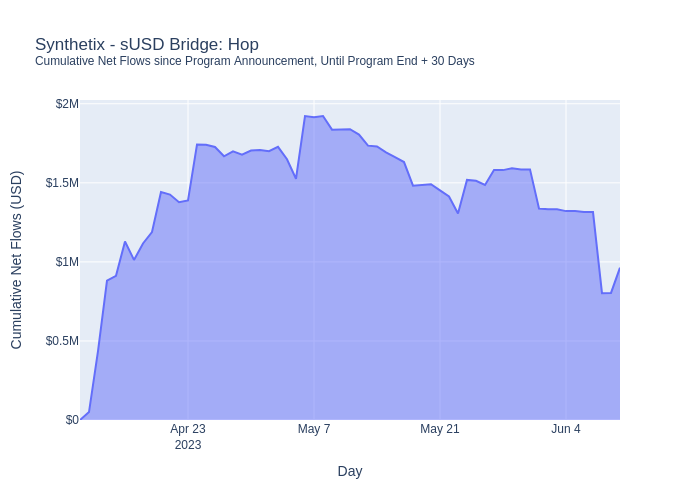 Synthetix - sUSD Bridge: Hop
Cumulative Net Flows since Program Announcement, Until Program End + 30 Days
Cumulative Net Flows (USD)
$2M
$1.5M
$1M
$0.5M
$0
Apr 23
2023
May 7
May 21
Jun 4
Day